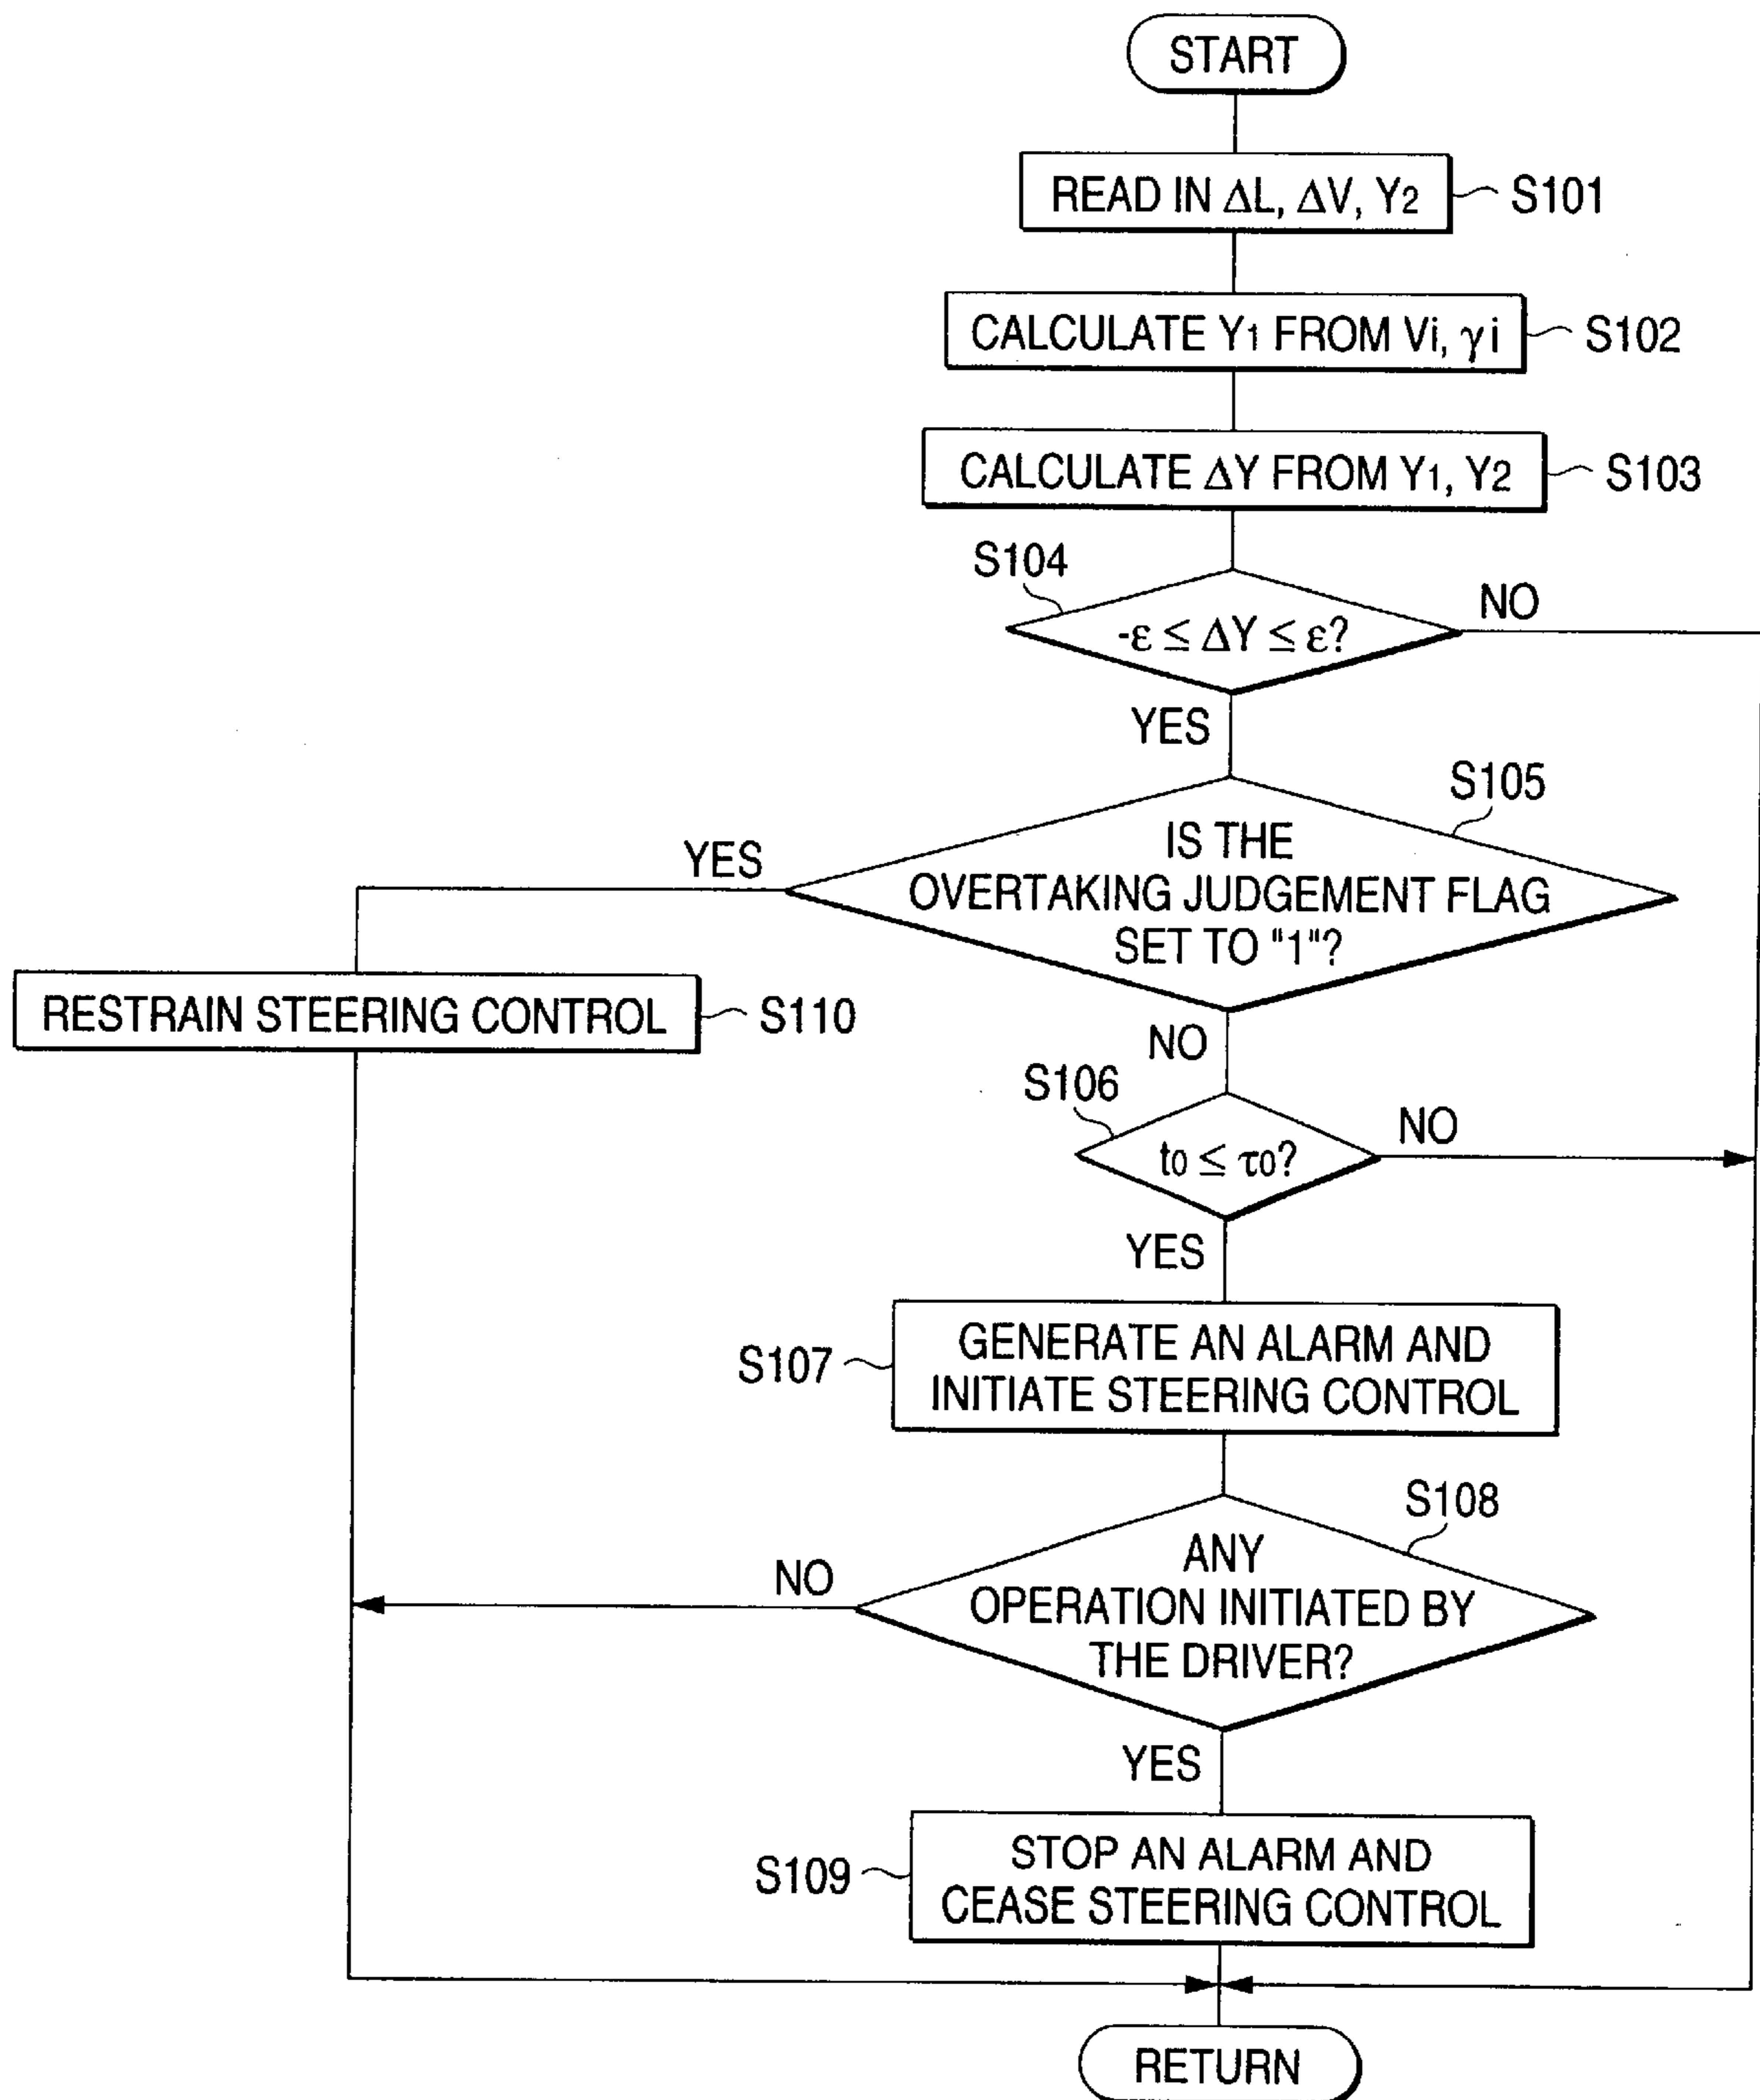 START
READ IN ΔL, ΔV, Y2
S101
CALCULATE Y1 FROM Vi, γi
S102
CALCULATE ΔY FROM Y1, Y2
S103
S104
-ε ≤ ΔY ≤ ε?
NO
YES
S105
IS THE
OVERTAKING JUDGEMENT FLAG
SET TO "1"?
YES
RESTRAIN STEERING CONTROL
S110
NO
S106
t0 ≤ τ0?
NO
YES
GENERATE AN ALARM AND
INITIATE STEERING CONTROL
S107
S108
ANY
OPERATION INITIATED BY
THE DRIVER?
NO
YES
STOP AN ALARM AND
CEASE STEERING CONTROL
S109
RETURN